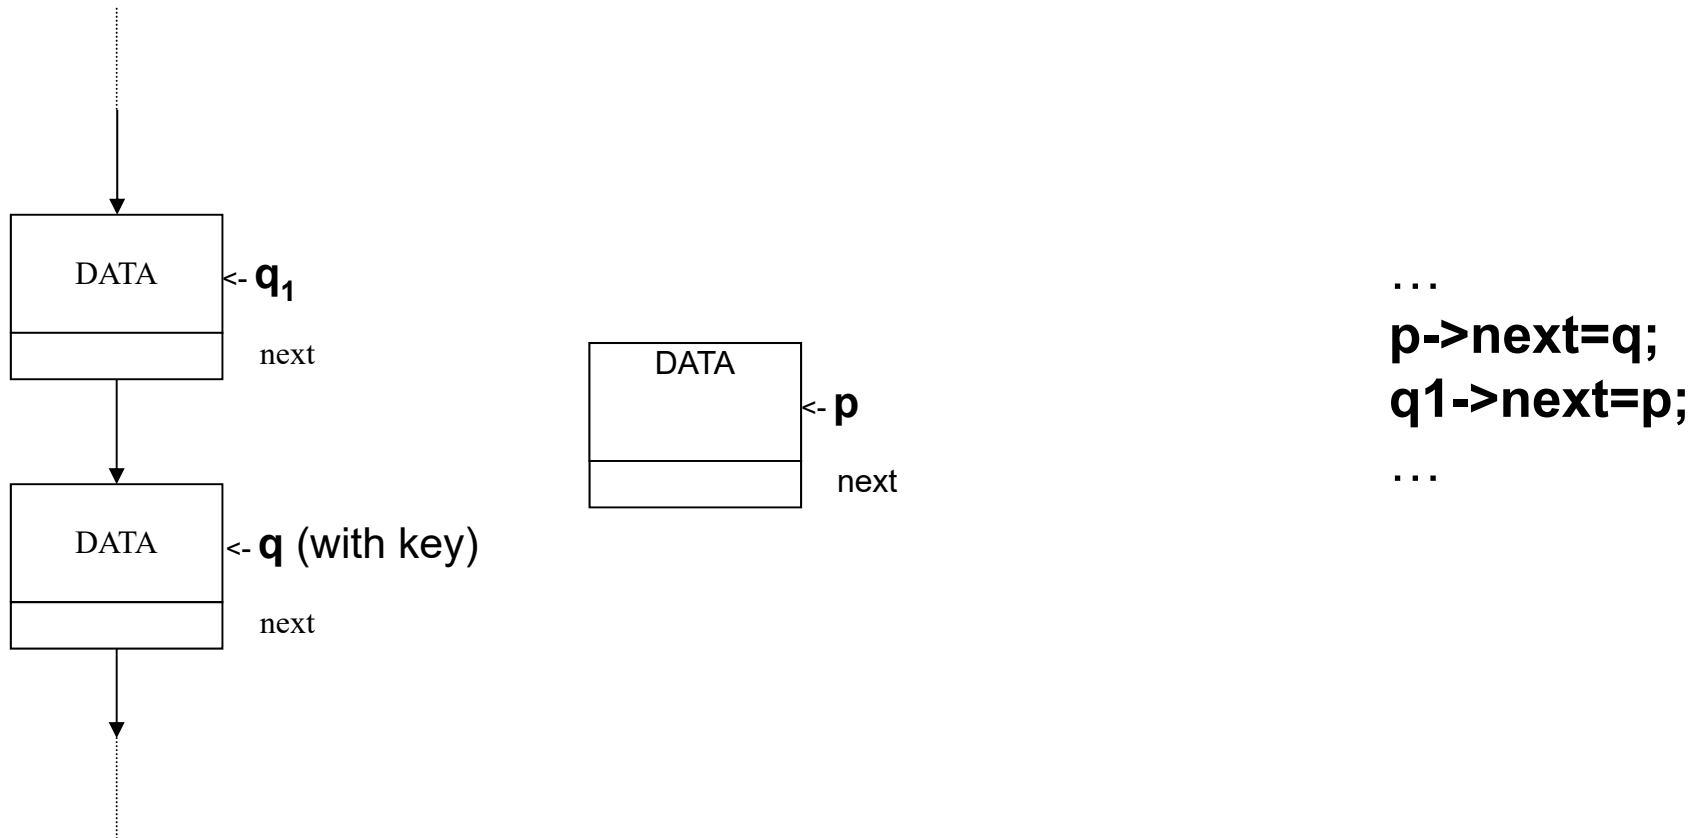 DATA
<- q₁
next
DATA
<- q (with key)
next
DATA
<- p
next
…
p->next=q;
q1->next=p;
…